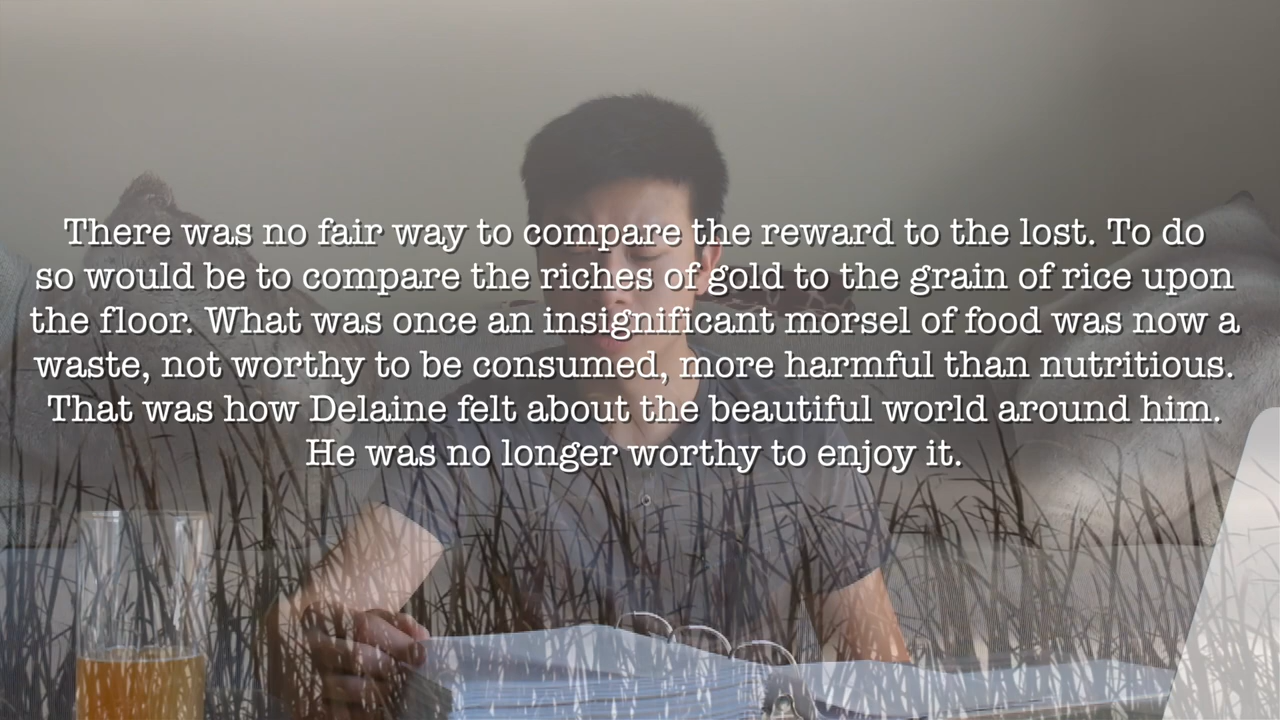 There was no fair way to compare the reward to the lost. To do
so would be to compare the riches of gold to the grain of rice upon
the floor. What was once an insignificant morsel of food was now a
waste, not worthy to be consumed, more harmful than nutritious.
That was how Delaine felt about the beautiful world around him.
He was no longer worthy to enjoy it.